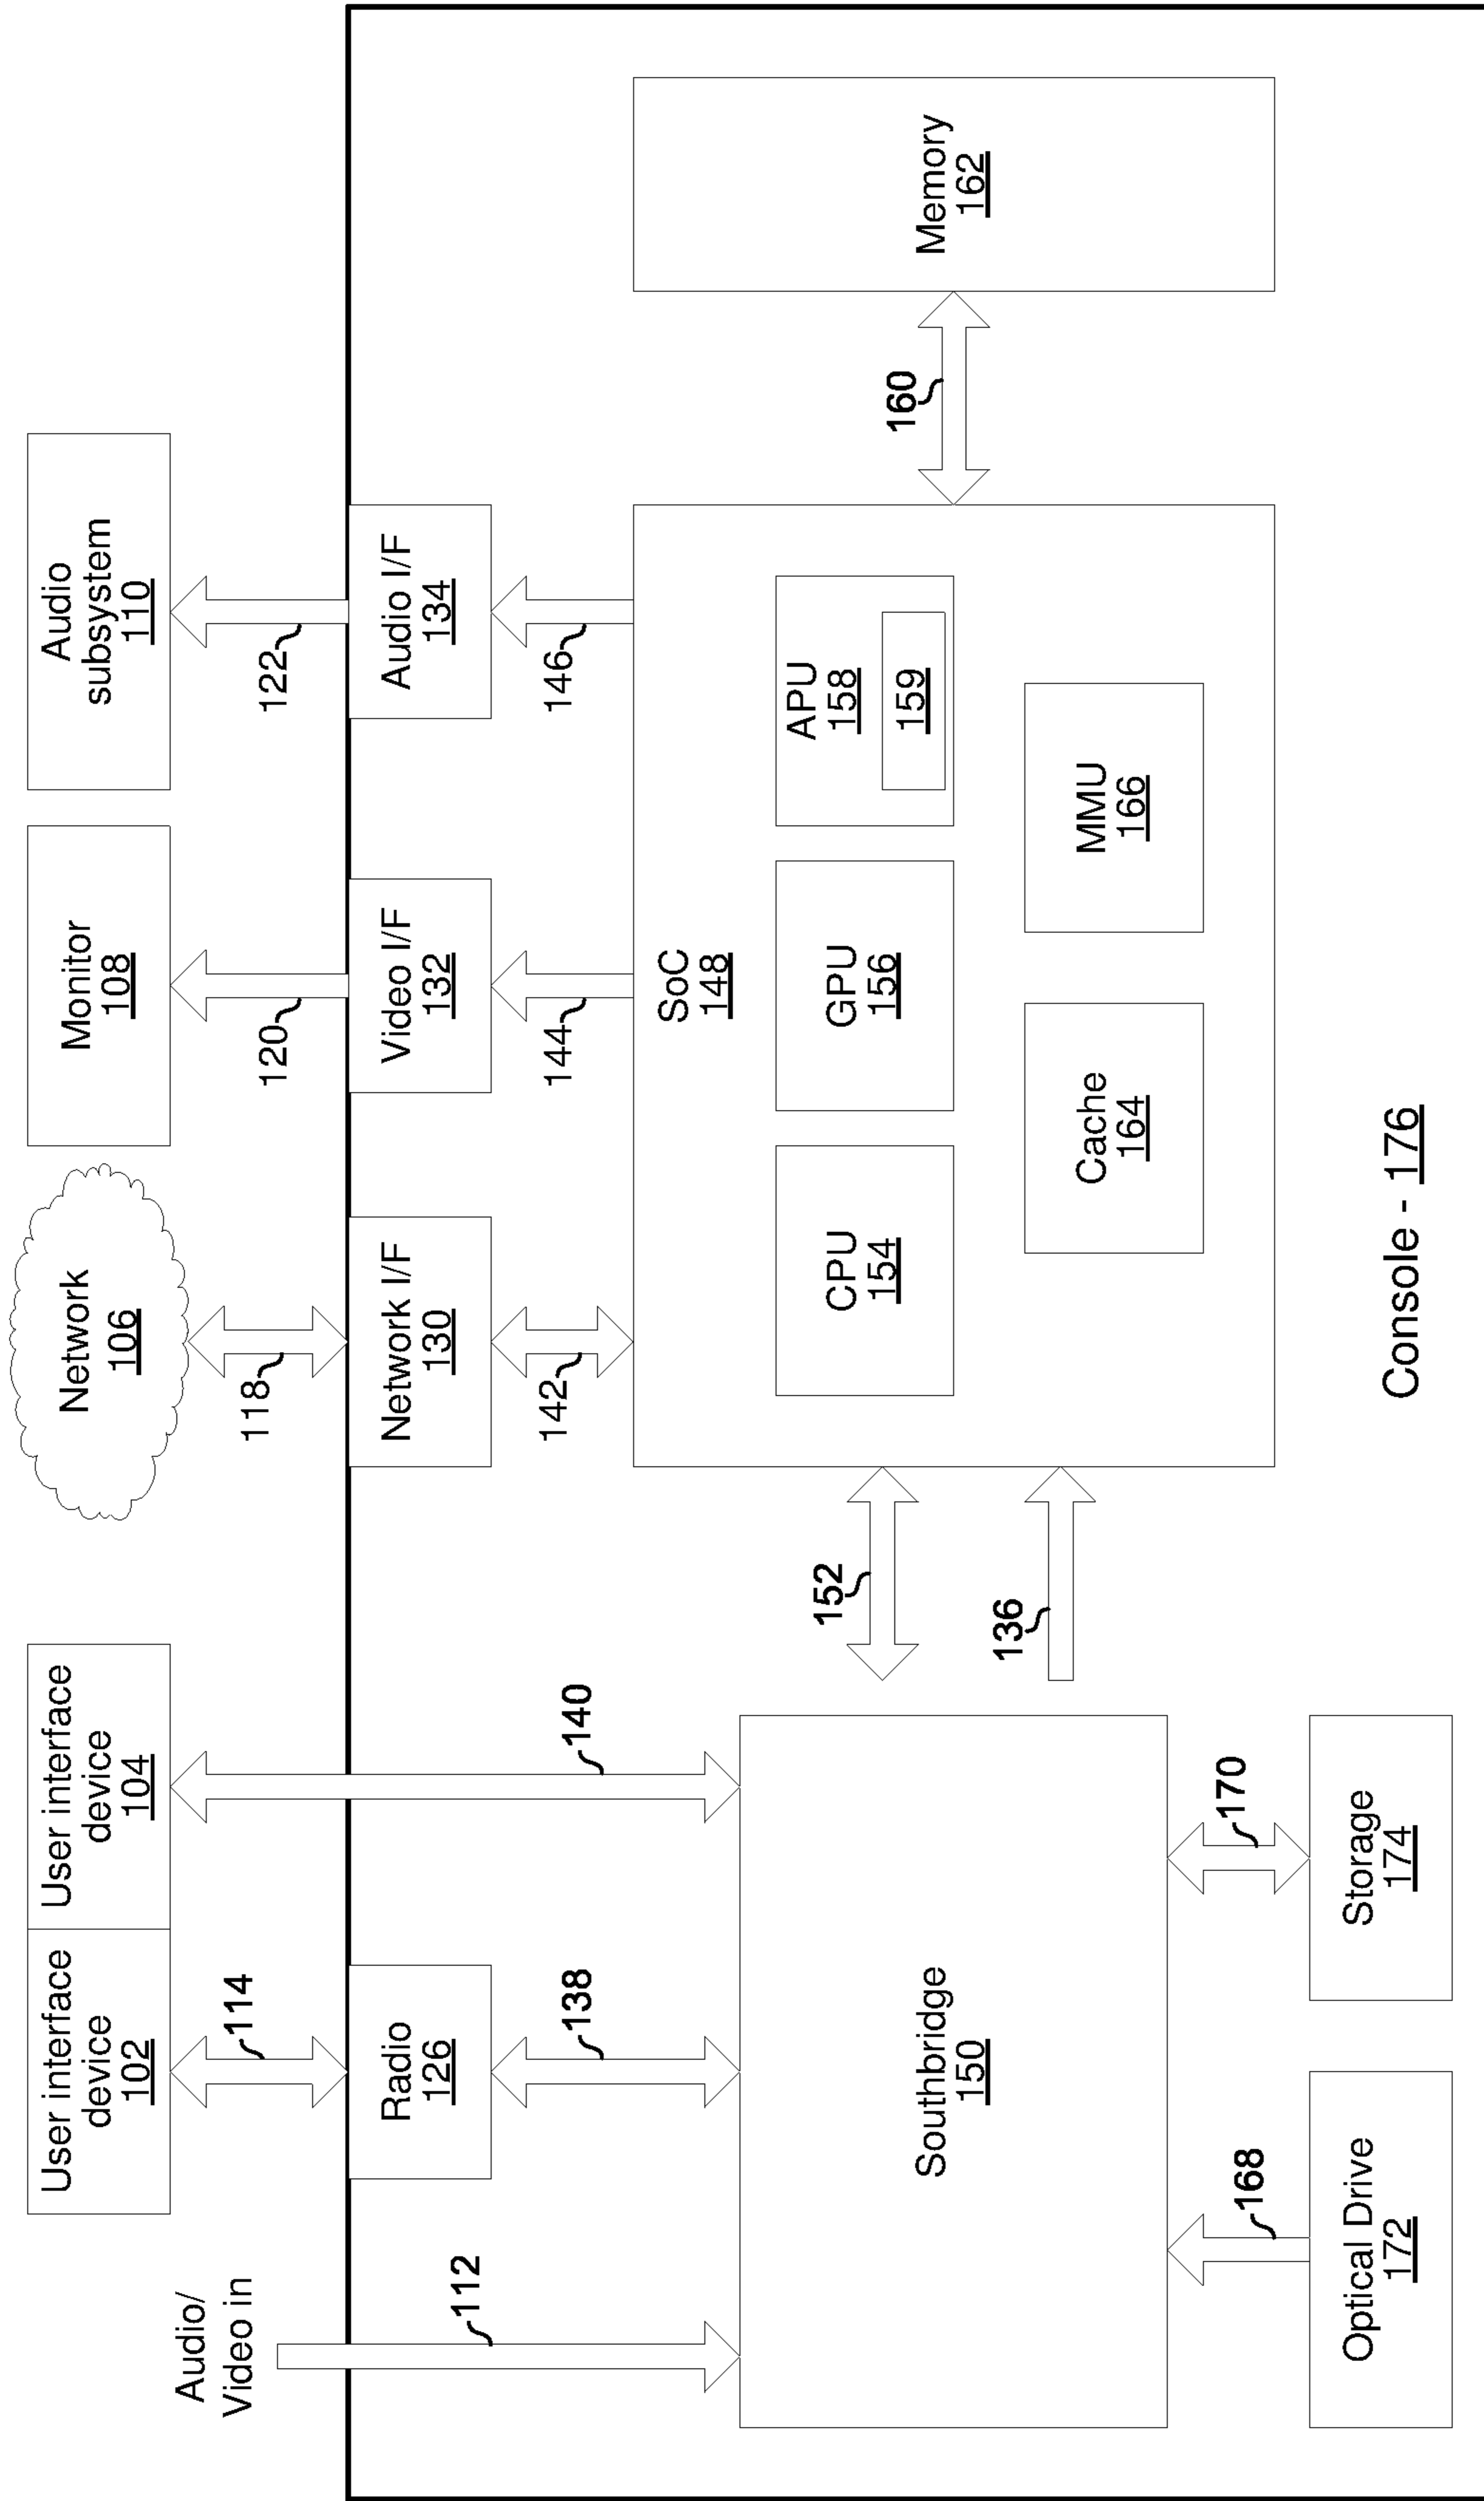 Audio/
Video in
User interface
device
102
User interface
device
104
Network
106
Monitor
108
Audio
subsystem
110
112
114
118
120
122
Radio
126
Network I/F
130
Video I/F
132
Audio I/F
134
138
140
142
144
146
Southbridge
150
152
136
SoC
148
CPU
154
GPU
156
APU
158
159
Cache
164
MMU
166
160
Memory
162
168
170
Optical Drive
172
Storage
174
Console - 176